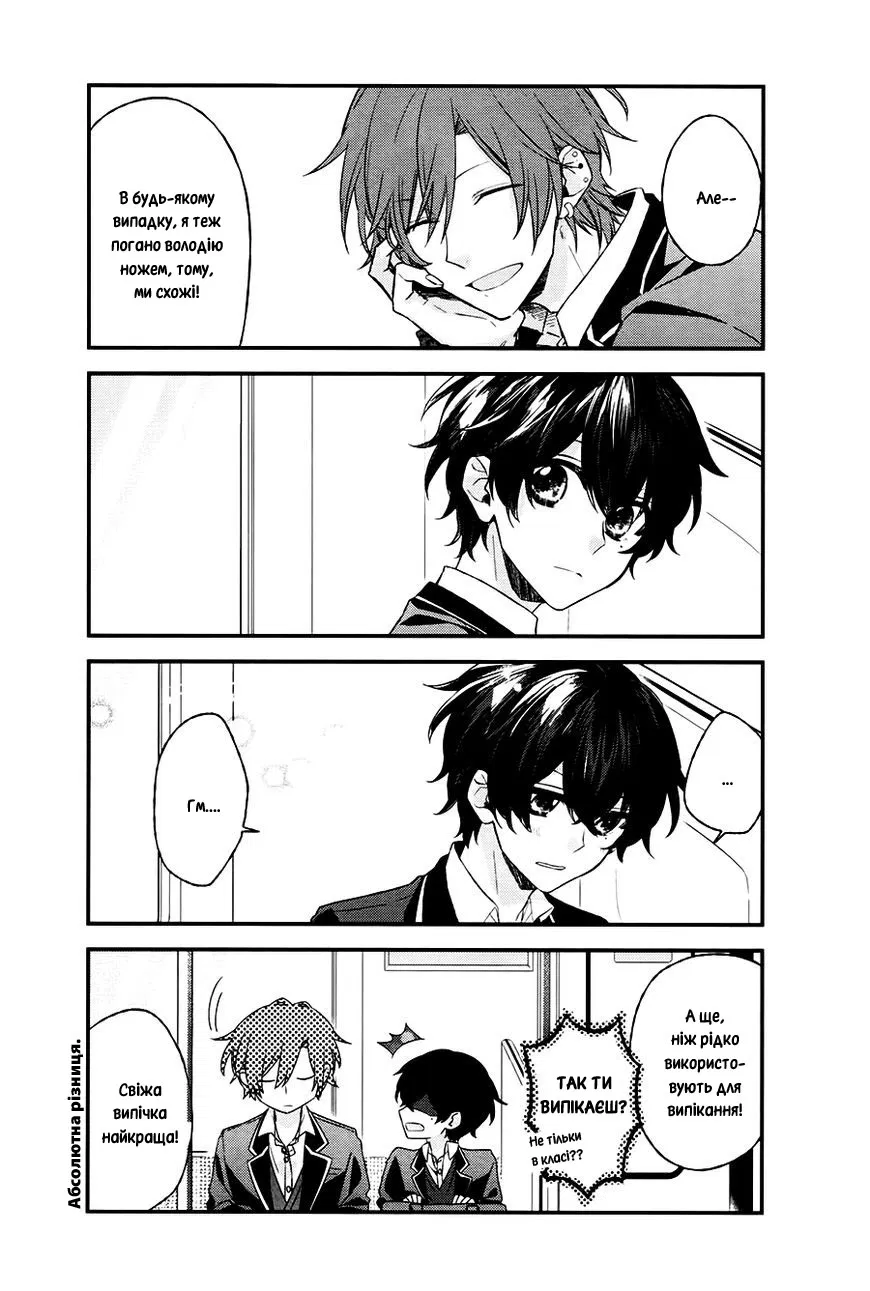 Але--
В будь-якому
випадку, я теж
погано володію
ножем, тому,
ми схожі!
...
Гм....
А ще,
ніж рідко
використо-
вують для
випікання!
ТАК ТИ
ВИПІКАЄШ?
Не тільки
в класі??
Свіжа
випічка
найкраща!
Абсолютна різниця.